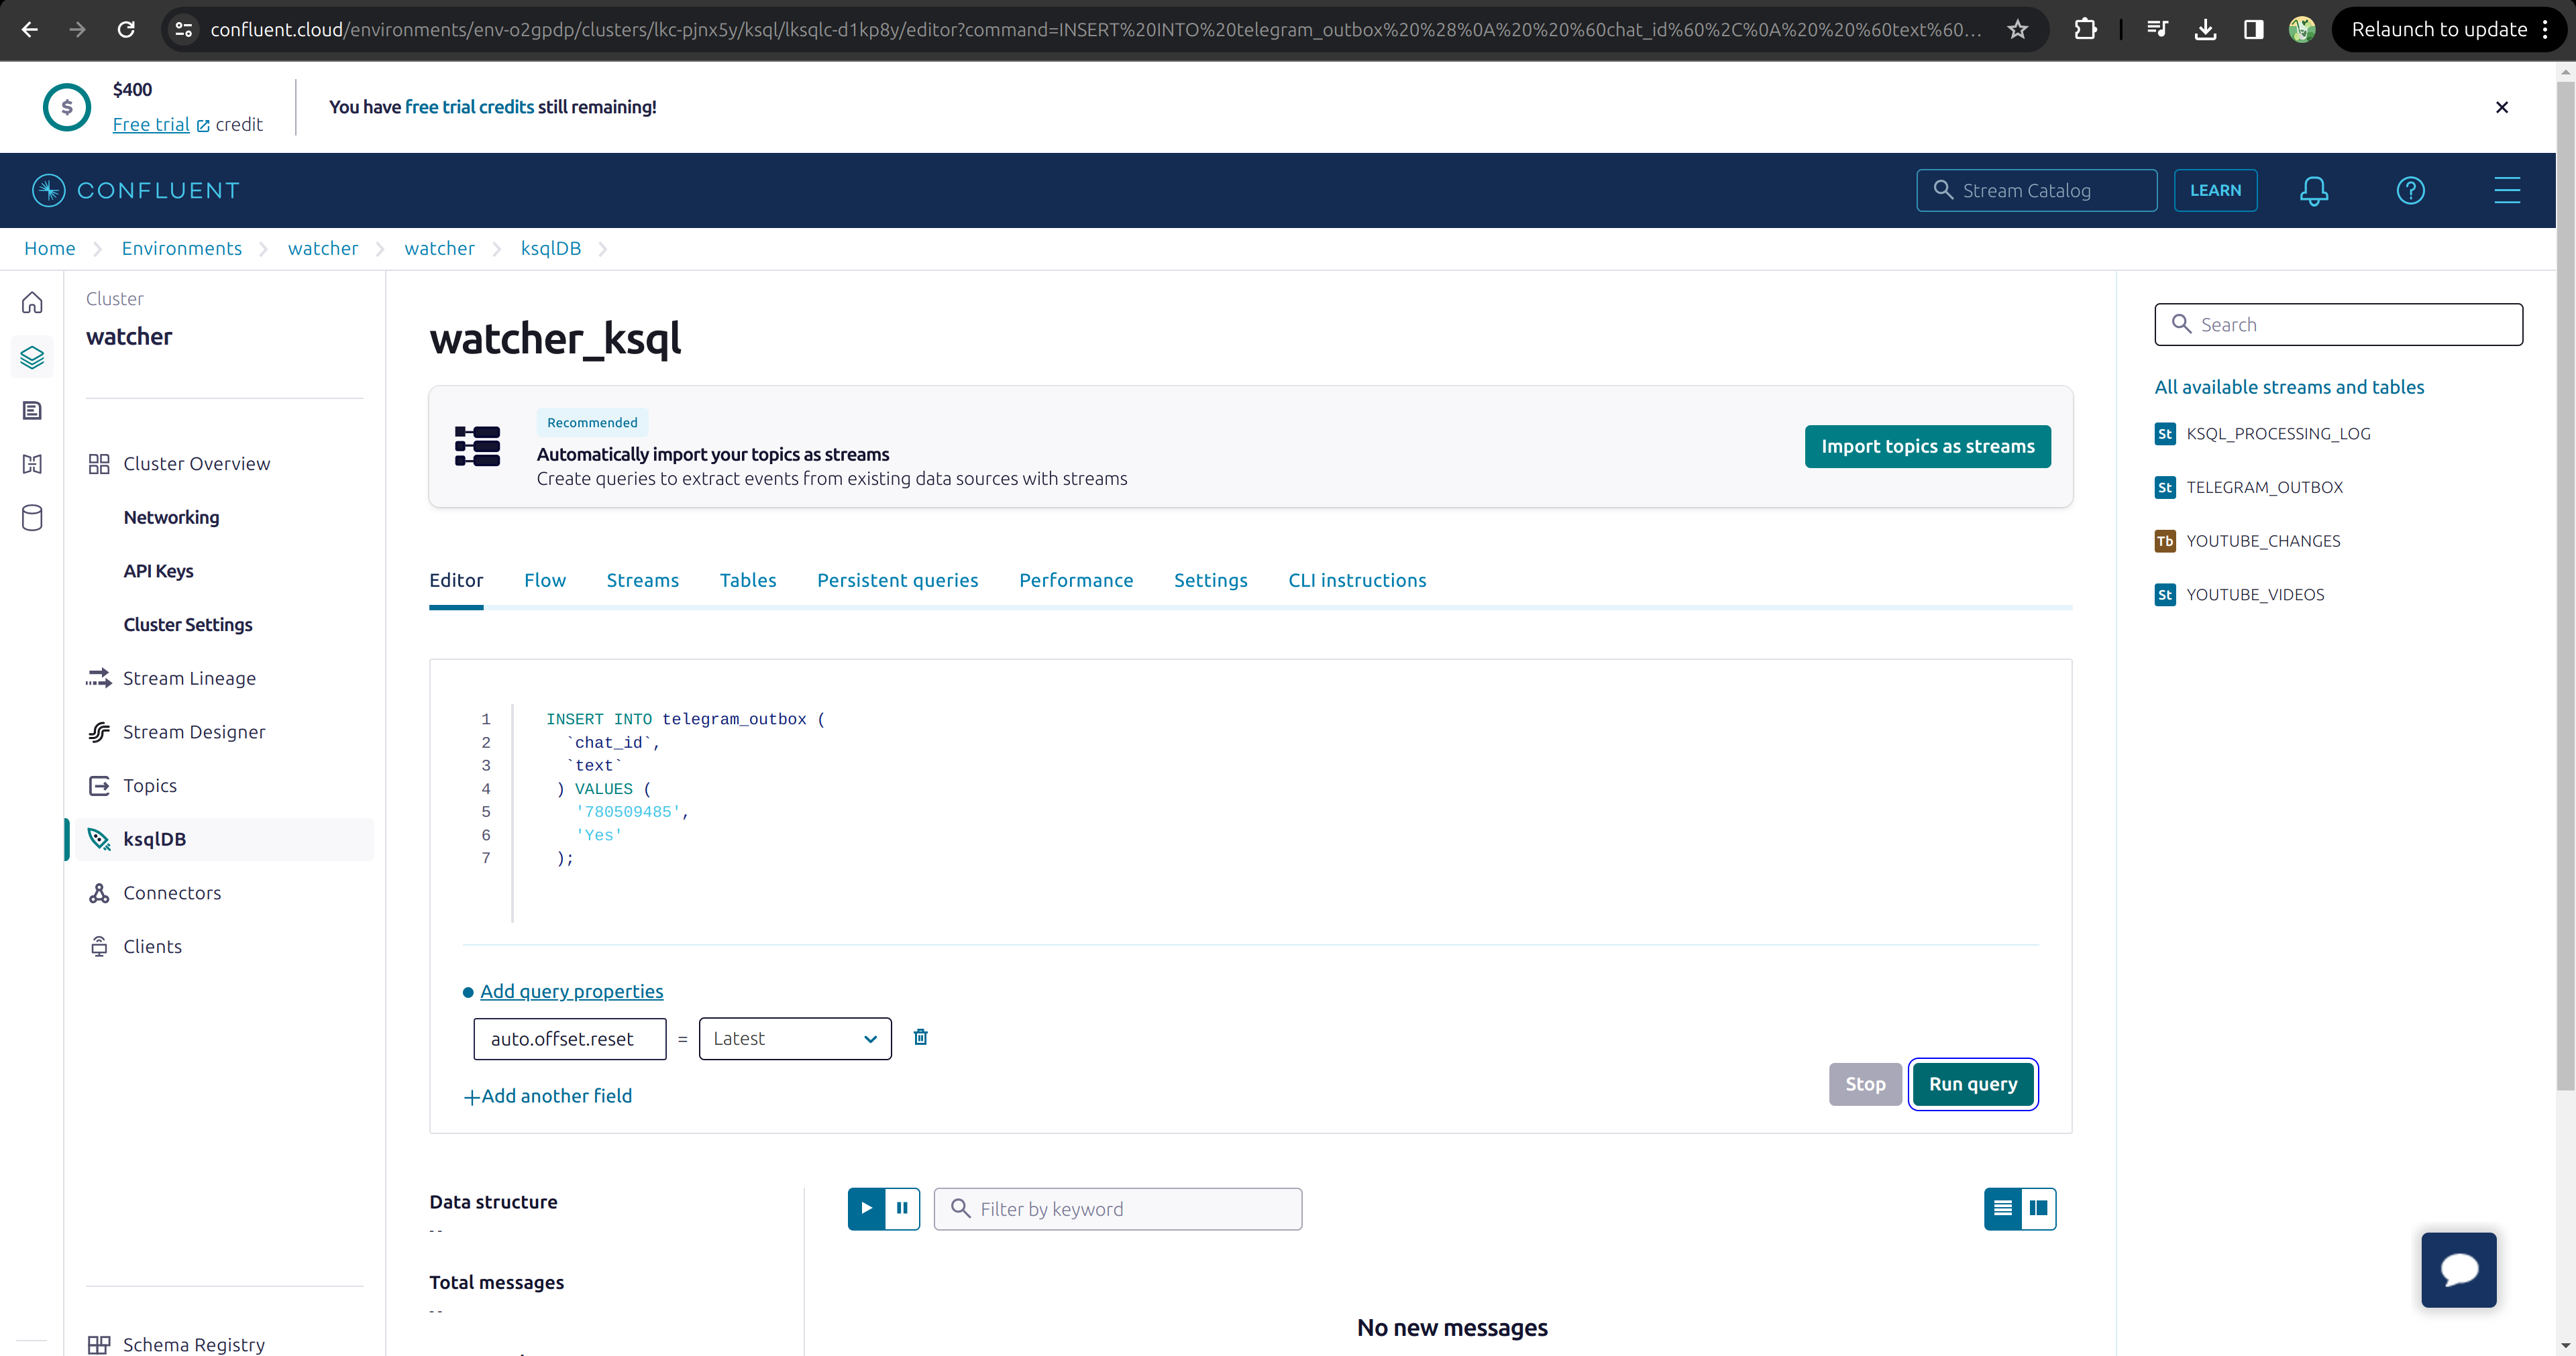 confluent.cloud/environments/env-o2gpdp/clusters/lkc-pjnx5y/ksql/lksqlc-d1kp8y/editor?command=INSERT%20INTO%20telegram_outbox%20%28%0A%20%20%60chat_id%60%2C%0A%20%20%60text%60...
Relaunch to update
$400
Free trial credit
You have free trial credits still remaining!
CONFLUENT
Stream Catalog
LEARN
Home
Environments
watcher
watcher
ksqlDB
Cluster
watcher
Cluster Overview
Networking
API Keys
Cluster Settings
Stream Lineage
Stream Designer
Topics
ksqlDB
Connectors
Clients
Schema Registry
watcher_ksql
Recommended
Automatically import your topics as streams
Create queries to extract events from existing data sources with streams
Import topics as streams
Editor
Flow
Streams
Tables
Persistent queries
Performance
Settings
CLI instructions
1 INSERT INTO telegram_outbox (
2 `chat_id`,
3 `text`
4 ) VALUES (
5 '780509485',
6 'Yes'
7 );
Add query properties
auto.offset.reset = Latest
+Add another field
Stop
Run query
Data structure
--
Total messages
--
Filter by keyword
No new messages
Search
All available streams and tables
St KSQL_PROCESSING_LOG
St TELEGRAM_OUTBOX
Tb YOUTUBE_CHANGES
St YOUTUBE_VIDEOS